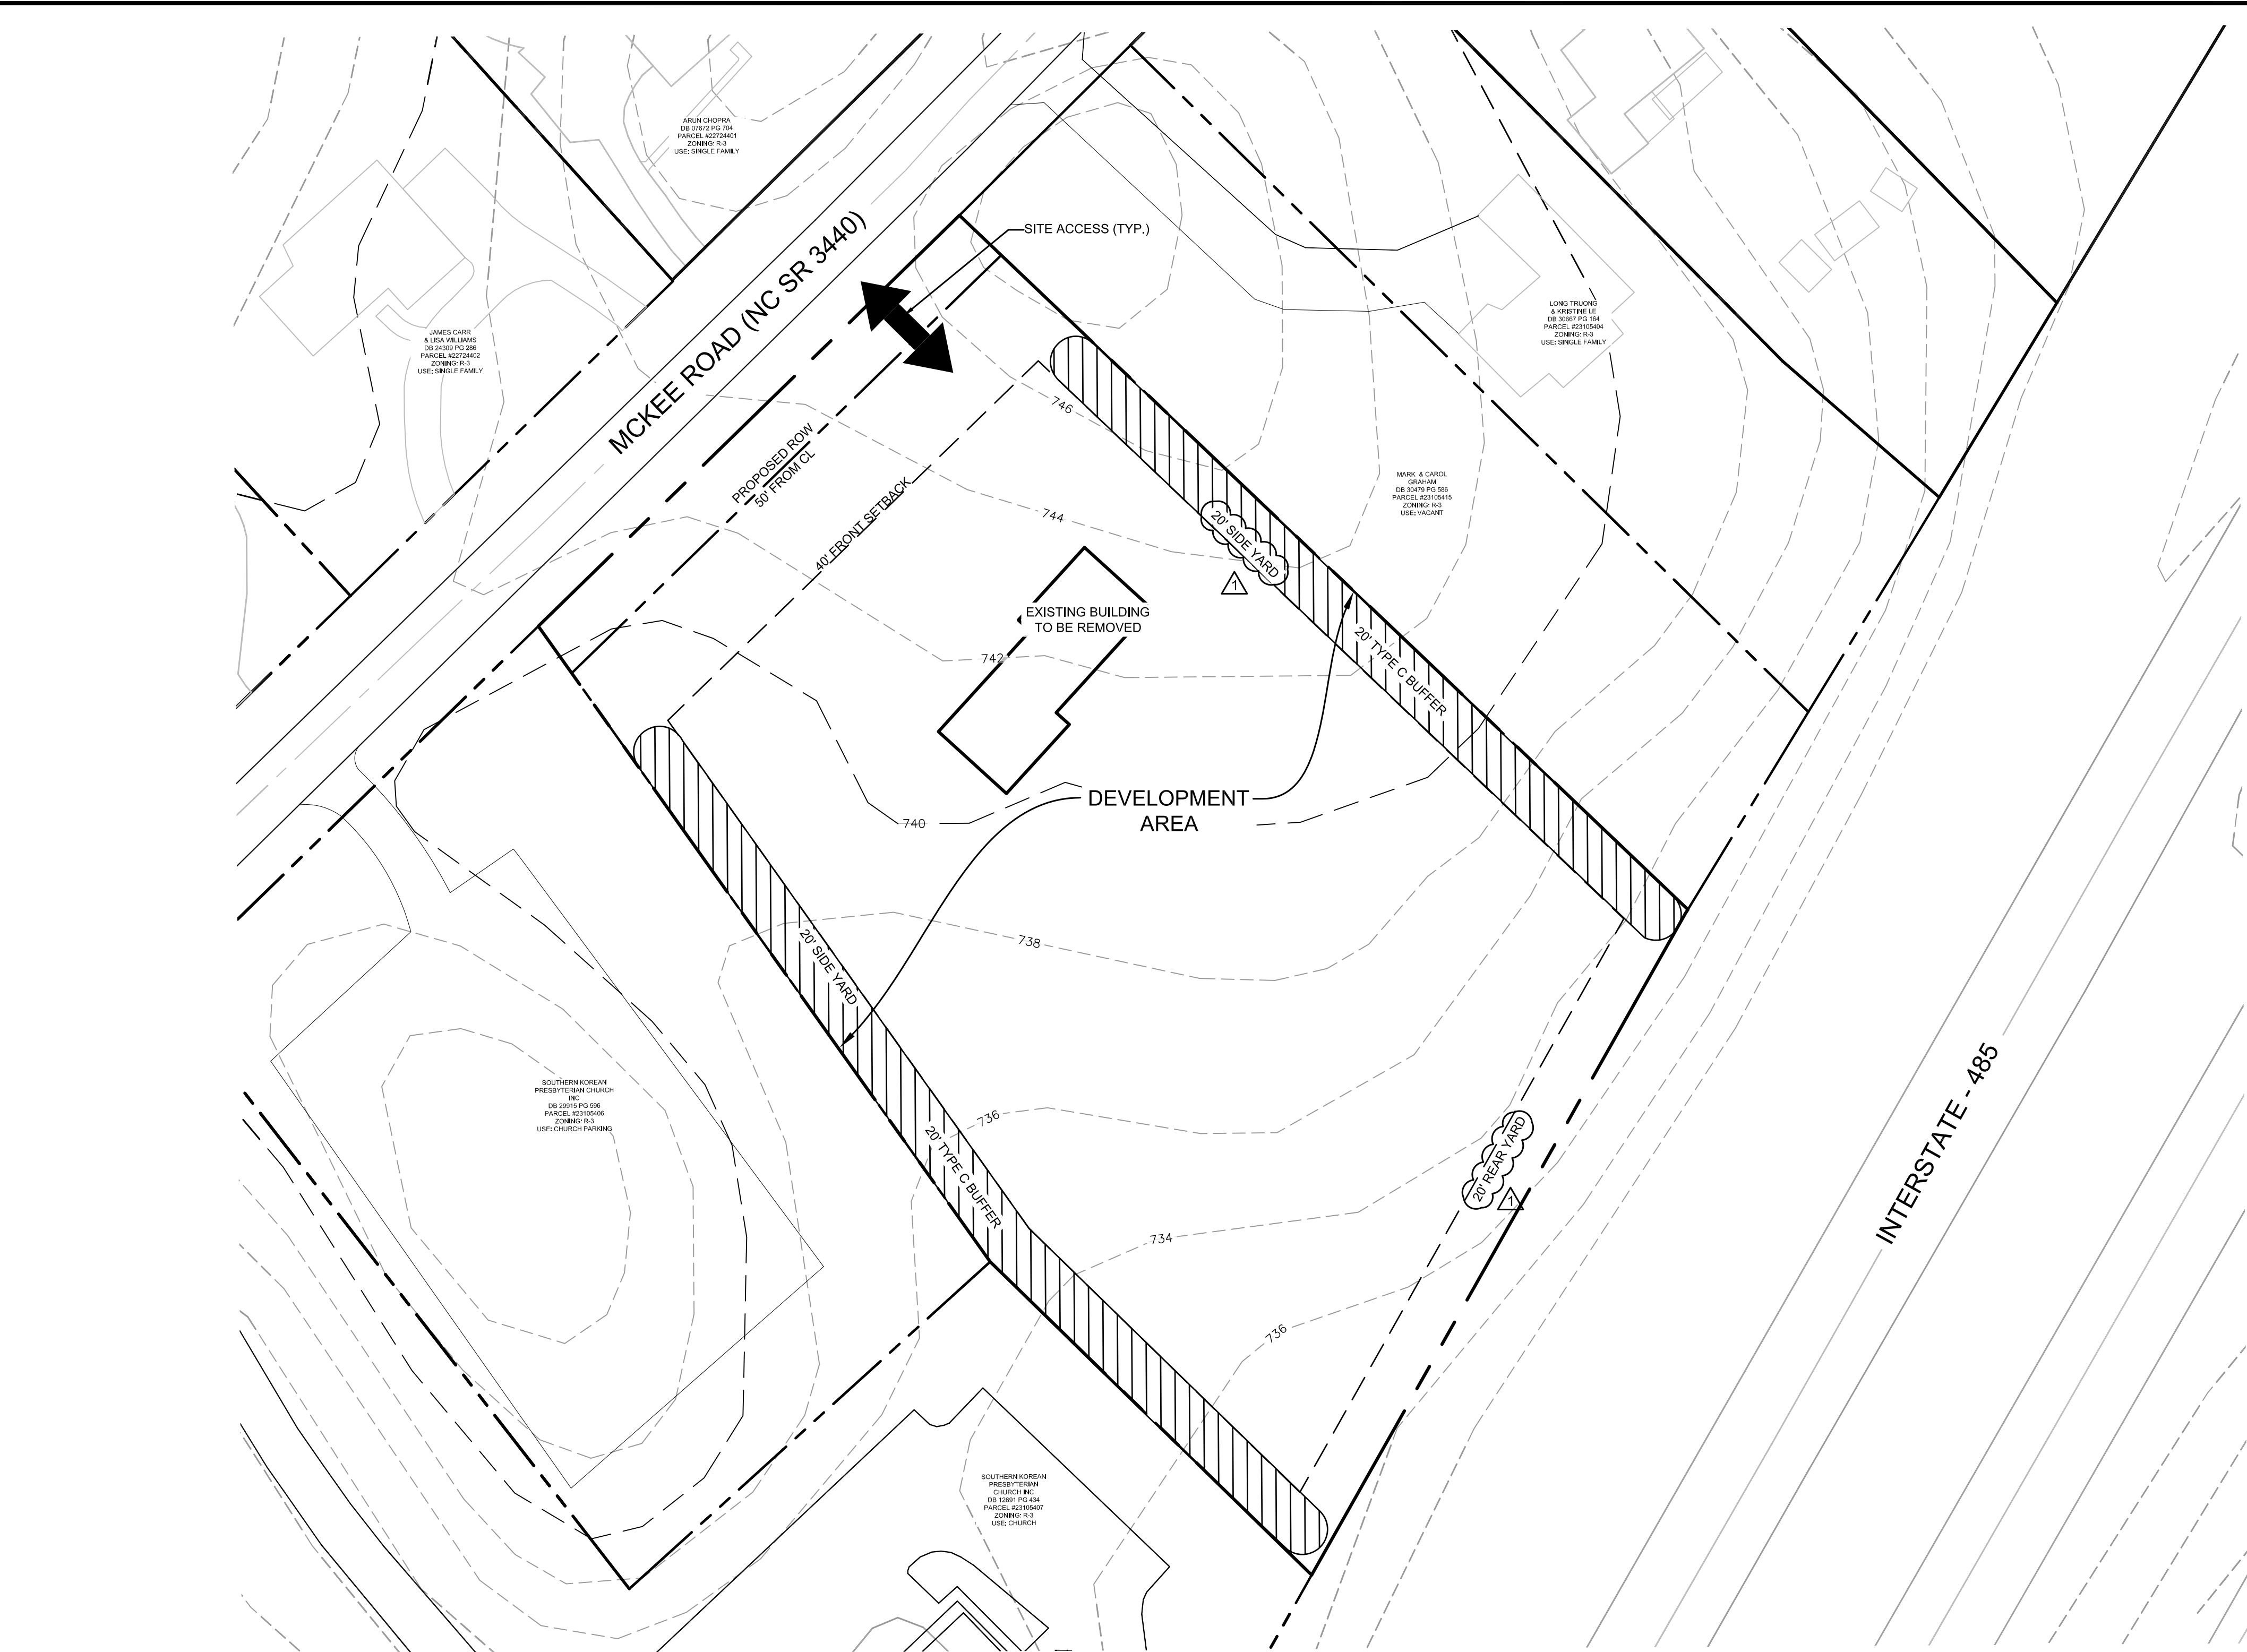 ARUN CHOPRA
DB 07672 PG 704
PARCEL #22724401
ZONING: R-3
USE: SINGLE FAMILY
MCKEE ROAD (NC SR 3440)
SITE ACCESS (TYP.)
JAMES CARR
& LISA WILLIAMS
DB 24309 PG 286
PARCEL #22724402
ZONING: R-3
USE: SINGLE FAMILY
LONG TRUONG
& KRISTINE LE
DB 30667 PG 164
PARCEL #23105404
ZONING: R-3
USE: SINGLE FAMILY
746
PROPOSED ROW
50' FROM CL
40' FRONT SETBACK
MARK & CAROL
GRAHAM
DB 30479 PG 586
PARCEL #23105415
ZONING: R-3
USE: VACANT
744
20' SIDE YARD
1
EXISTING BUILDING
TO BE REMOVED
742
20' TYPE C BUFFER
DEVELOPMENT
AREA
740
20' SIDE YARD
738
SOUTHERN KOREAN
PRESBYTERIAN CHURCH
INC
DB 29915 PG 596
PARCEL #23105406
ZONING: R-3
USE: CHURCH PARKING
736
20' TYPE C BUFFER
20' REAR YARD
1
INTERSTATE - 485
734
736
SOUTHERN KOREAN
PRESBYTERIAN
CHURCH INC
DB 12691 PG 434
PARCEL #23105407
ZONING: R-3
USE: CHURCH